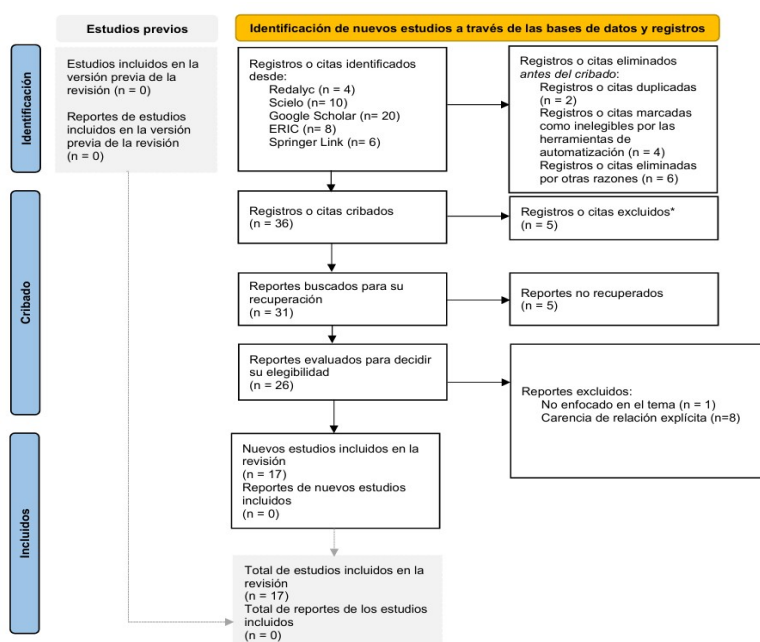 Estudios previos
Identificación de nuevos estudios a través de las bases de datos y registros
Identificación
Estudios incluidos en la
versión previa de la
revisión (n = 0)
Reportes de estudios
incluidos en la versión
previa de la revisión
(n = 0)
Registros o citas identificados
desde:
Redalyc (n = 4)
Scielo (n= 10)
Google Scholar (n= 20)
ERIC (n= 8)
Springer Link (n= 6)
Registros o citas eliminados
antes del cribado:
Registros o citas duplicadas
(n = 2)
Registros o citas marcadas
como inelegibles por las
herramientas de
automatización (n = 4)
Registros o citas eliminadas
por otras razones (n = 6)
Cribado
Registros o citas cribados
(n = 36)
Registros o citas excluidos*
(n = 5)
Reportes buscados para su
recuperación
(n = 31)
Reportes no recuperados
(n = 5)
Reportes evaluados para decidir
su elegibilidad
(n = 26)
Reportes excluidos:
No enfocado en el tema (n = 1)
Carencia de relación explícita (n=8)
Incluidos
Nuevos estudios incluidos en la
revisión
(n = 17)
Reportes de nuevos estudios
incluidos
(n = 0)
Total de estudios incluidos en la
revisión
(n = 17)
Total de reportes de los estudios
incluidos
(n = 0)